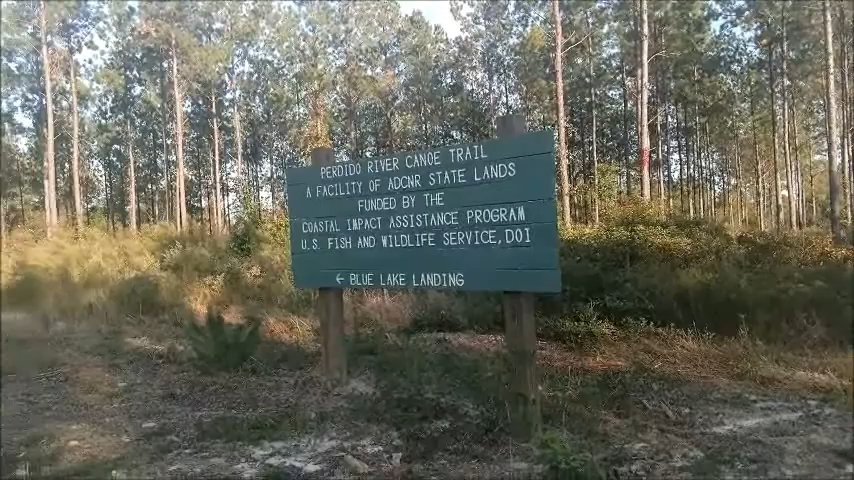 PERDIDO RIVER CANOE TRAIL
A FACILITY OF ADCNR STATE LANDS
FUNDED BY THE
COASTAL IMPACT ASSISTANCE PROGRAM
U.S. FISH AND WILDLIFE SERVICE, DOI
← BLUE LAKE LANDING